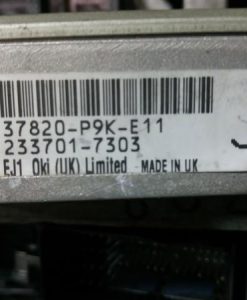 37820-P9K-E11
233701-7303
EJ1 Oki (UK) Limited - MADE IN UK